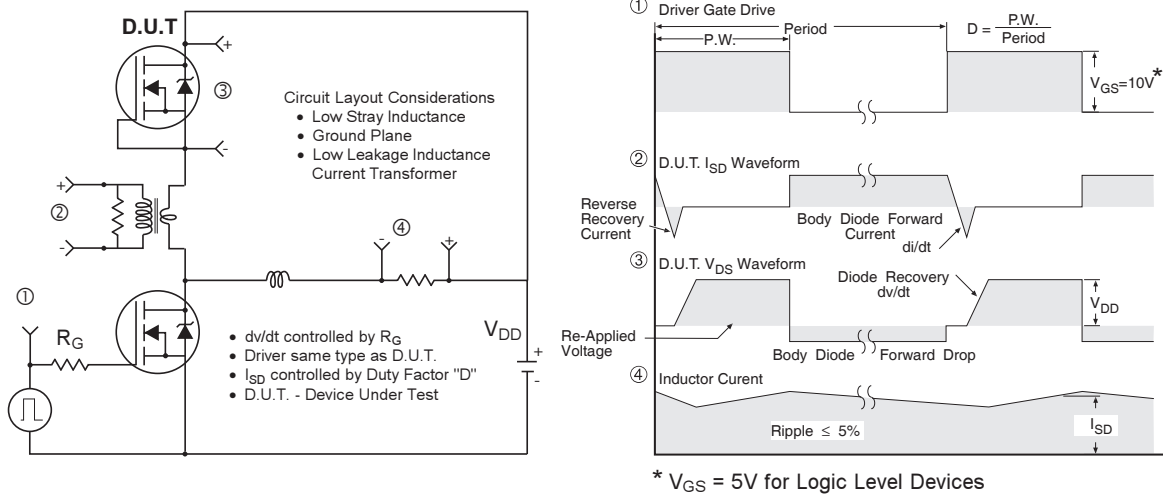 D.U.T
+
③
-
Circuit Layout Considerations
• Low Stray Inductance
• Ground Plane
• Low Leakage Inductance
Current Transformer
+
②
-
④
- +
①
R_G
V_DD
+
-
• dv/dt controlled by R_G
• Driver same type as D.U.T.
• I_SD controlled by Duty Factor "D"
• D.U.T. - Device Under Test
① Driver Gate Drive
P.W.
Period
D = P.W. / Period
V_GS=10V *
② D.U.T. I_SD Waveform
Reverse
Recovery
Current
Body Diode Forward
Current
di/dt
③ D.U.T. V_DS Waveform
Diode Recovery
dv/dt
V_DD
Re-Applied
Voltage
Body Diode Forward Drop
④ Inductor Curent
Ripple ≤ 5%
I_SD
* V_GS = 5V for Logic Level Devices